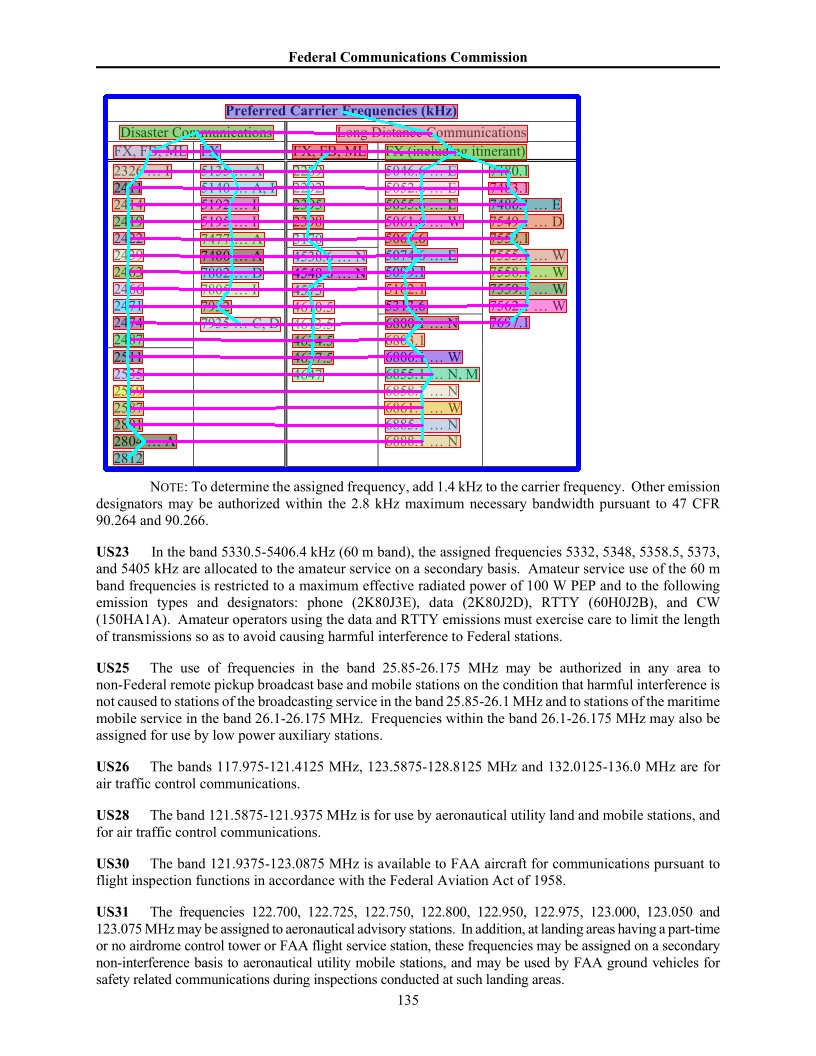 Federal Communications Commission
Preferred Carrier Frequencies (kHz)
Disaster Communications Long Distance Communications
FX, FB, ML FX FX, FB, ML FX (including itinerant)
2326 … I 5135 … A 2289 5046.6 … E 7480.1
2411 5140 … A, I 2292 5052.6 … E 7483.1
2414 5192 … I 2395 5055.6 … E 7486.1 … E
2419 5195 … I 2398 5061.6 … W 7549.1 … D
2422 7477 … A 3170 5067.6 7552.1
2439 7480 … A 4538.6 … N 5074.6 … E 7555.1 … W
2463 7802 … D 4548.6 … N 5099.1 7558.1 … W
2466 7805 … I 4575 5102.1 7559.1 … W
2471 7932 4610.5 5313.6 7562.1 … W
2474 7935 … C, D 4613.5 6800.1 … N 7697.1
2487 4634.5 6803.1
2511 4637.5 6806.1 … W
2535 4647 6855.1 … N, M
2569 6858.1 … N
2587 6861.1 … W
2801 6885.1 … N
2804 … A 6888.1 … N
2812
NOTE: To determine the assigned frequency, add 1.4 kHz to the carrier frequency. Other emission
designators may be authorized within the 2.8 kHz maximum necessary bandwidth pursuant to 47 CFR
90.264 and 90.266.
US23 In the band 5330.5-5406.4 kHz (60 m band), the assigned frequencies 5332, 5348, 5358.5, 5373,
and 5405 kHz are allocated to the amateur service on a secondary basis. Amateur service use of the 60 m
band frequencies is restricted to a maximum effective radiated power of 100 W PEP and to the following
emission types and designators: phone (2K80J3E), data (2K80J2D), RTTY (60H0J2B), and CW
(150HA1A). Amateur operators using the data and RTTY emissions must exercise care to limit the length
of transmissions so as to avoid causing harmful interference to Federal stations.
US25 The use of frequencies in the band 25.85-26.175 MHz may be authorized in any area to
non-Federal remote pickup broadcast base and mobile stations on the condition that harmful interference is
not caused to stations of the broadcasting service in the band 25.85-26.1 MHz and to stations of the maritime
mobile service in the band 26.1-26.175 MHz. Frequencies within the band 26.1-26.175 MHz may also be
assigned for use by low power auxiliary stations.
US26 The bands 117.975-121.4125 MHz, 123.5875-128.8125 MHz and 132.0125-136.0 MHz are for
air traffic control communications.
US28 The band 121.5875-121.9375 MHz is for use by aeronautical utility land and mobile stations, and
for air traffic control communications.
US30 The band 121.9375-123.0875 MHz is available to FAA aircraft for communications pursuant to
flight inspection functions in accordance with the Federal Aviation Act of 1958.
US31 The frequencies 122.700, 122.725, 122.750, 122.800, 122.950, 122.975, 123.000, 123.050 and
123.075 MHz may be assigned to aeronautical advisory stations. In addition, at landing areas having a part-time
or no airdrome control tower or FAA flight service station, these frequencies may be assigned on a secondary
non-interference basis to aeronautical utility mobile stations, and may be used by FAA ground vehicles for
safety related communications during inspections conducted at such landing areas.
135